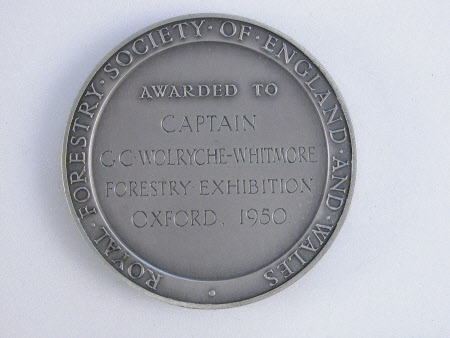 ROYAL · FORESTRY · SOCIETY · OF · ENGLAND · AND · WALES
AWARDED TO
CAPTAIN
G·C·WOLRYCHE-WHITMORE
FORESTRY EXHIBITION
OXFORD, 1950